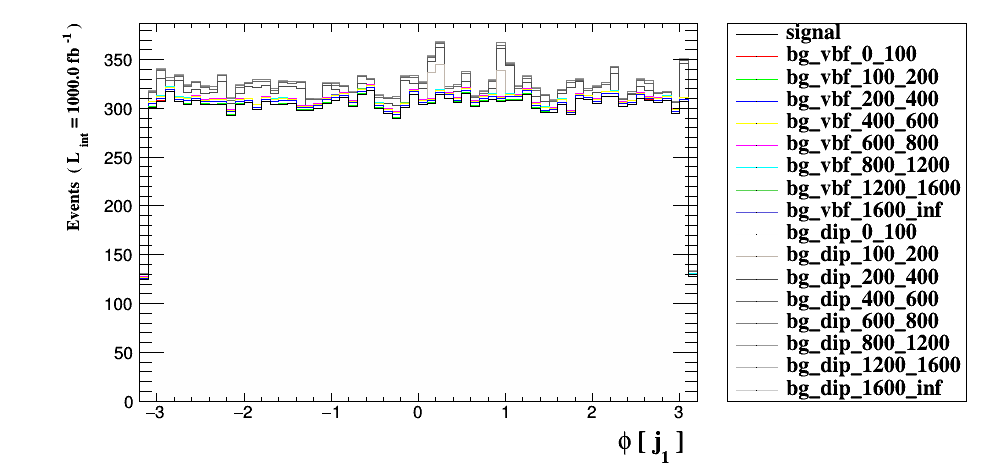 Events ( L int = 1000.0 fb -1 )
350
300
250
200
150
100
50
0
−3 −2 −1 0 1 2 3
ϕ [ j1 ]
signal
bg_vbf_0_100
bg_vbf_100_200
bg_vbf_200_400
bg_vbf_400_600
bg_vbf_600_800
bg_vbf_800_1200
bg_vbf_1200_1600
bg_vbf_1600_inf
bg_dip_0_100
bg_dip_100_200
bg_dip_200_400
bg_dip_400_600
bg_dip_600_800
bg_dip_800_1200
bg_dip_1200_1600
bg_dip_1600_inf